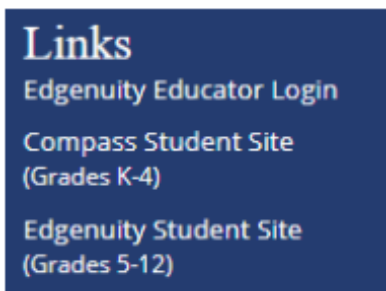 Links
Edgenuity Educator Login
Compass Student Site
(Grades K-4)
Edgenuity Student Site
(Grades 5-12)